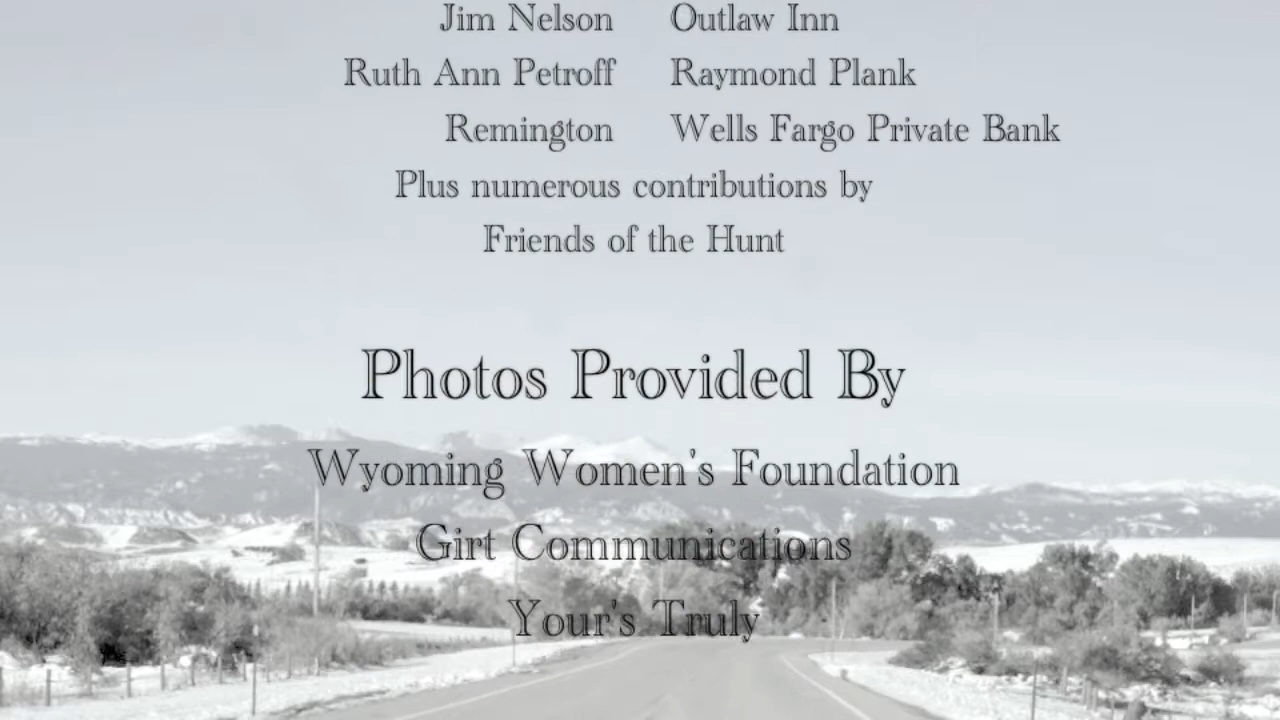 Jim Nelson Outlaw Inn
Ruth Ann Petroff Raymond Plank
Remington Wells Fargo Private Bank
Plus numerous contributions by
Friends of the Hunt
Photos Provided By
Wyoming Women's Foundation
Girt Communications
Your's Truly